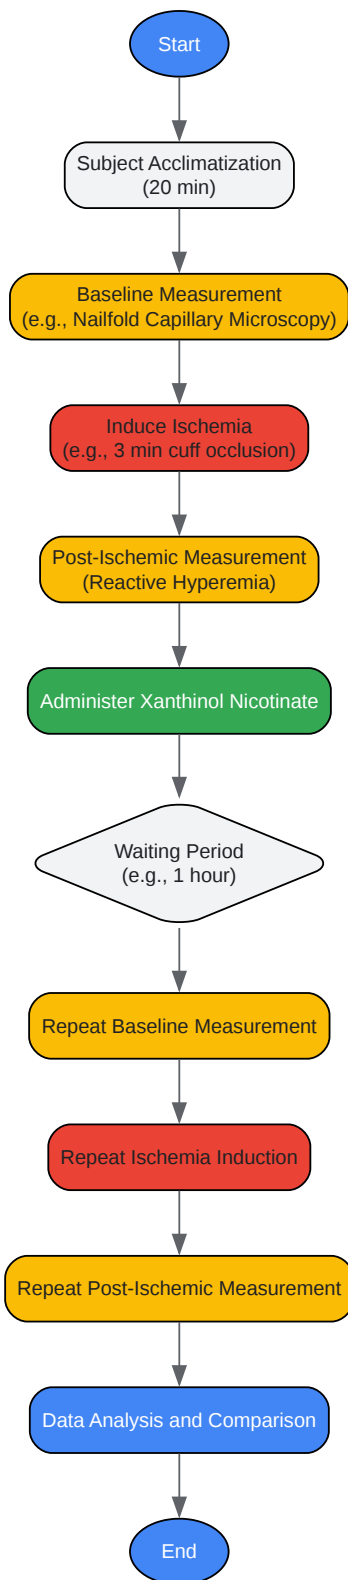 Start
Subject Acclimatization
(20 min)
Baseline Measurement
(e.g., Nailfold Capillary Microscopy)
Induce Ischemia
(e.g., 3 min cuff occlusion)
Post-Ischemic Measurement
(Reactive Hyperemia)
Administer Xanthinol Nicotinate
Waiting Period
(e.g., 1 hour)
Repeat Baseline Measurement
Repeat Ischemia Induction
Repeat Post-Ischemic Measurement
Data Analysis and Comparison
End